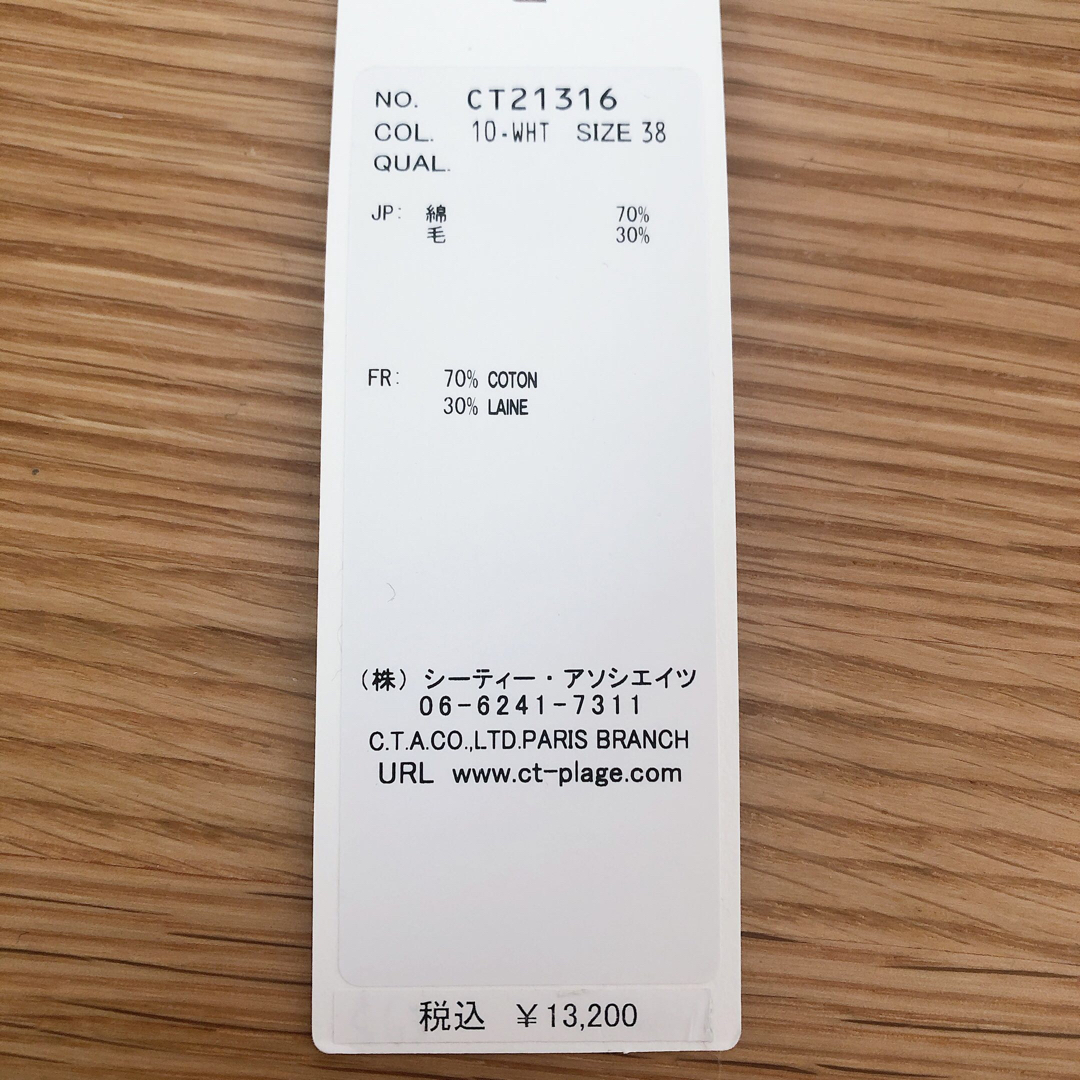 NO. CT21316
COL. 10-WHT SIZE 38
QUAL.
JP: 綿 70%
毛 30%
FR: 70% COTON
30% LAINE
(株) シーティー・アソシエイツ
06-6241-7311
C.T.A.CO.,LTD.PARIS BRANCH
URL www.ct-plage.com
税込 ¥13,200